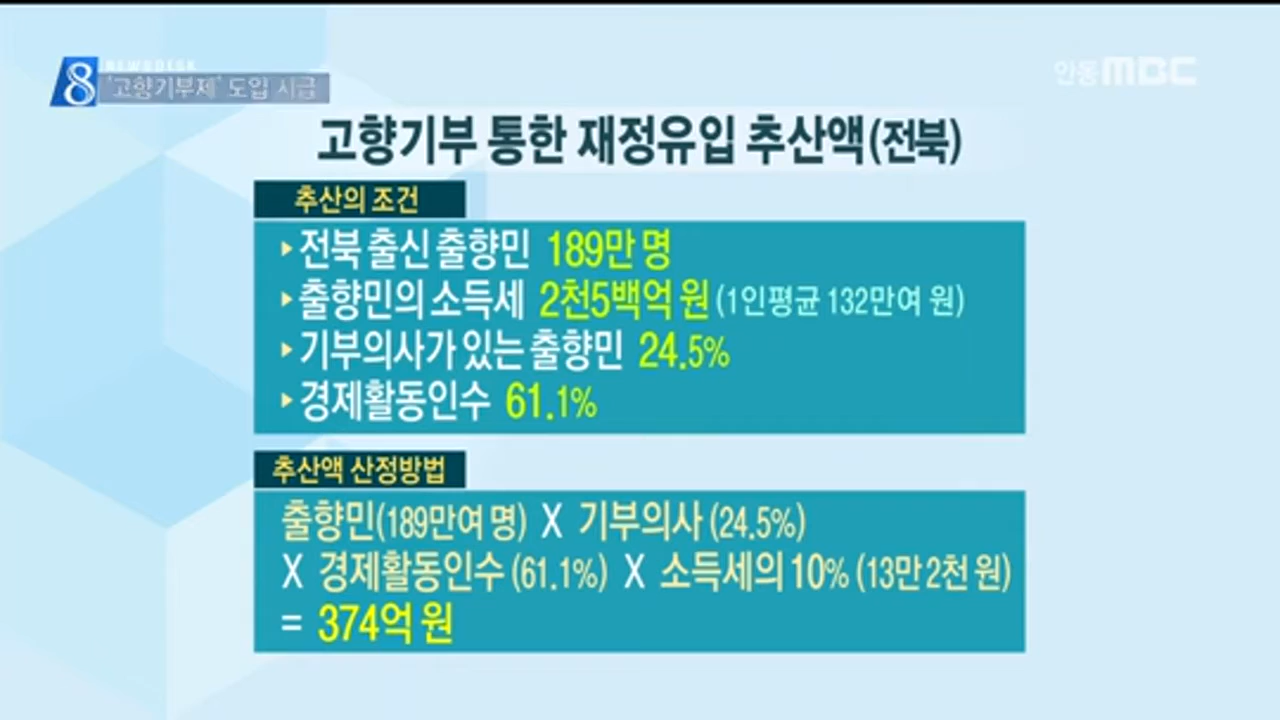 NEWSDESK
안동MBC
8 '고향기부제' 도입 시급
고향기부 통한 재정유입 추산액(전북)
추산의 조건
▸전북 출신 출향민 189만 명
▸출향민의 소득세 2천5백억 원 (1인평균 132만여 원)
▸기부의사가 있는 출향민 24.5%
▸경제활동인수 61.1%
추산액 산정방법
출향민(189만여 명) X 기부의사 (24.5%)
X 경제활동인수 (61.1%) X 소득세의 10% (13만 2천 원)
= 374억 원